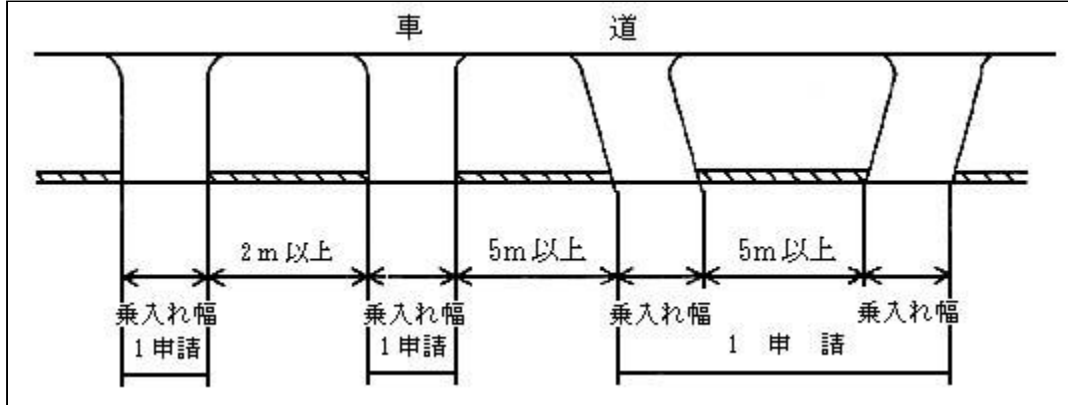 車 道
2m以上
5m以上
5m以上
乗入れ幅
乗入れ幅
乗入れ幅
乗入れ幅
1申請
1申請
1 申 請